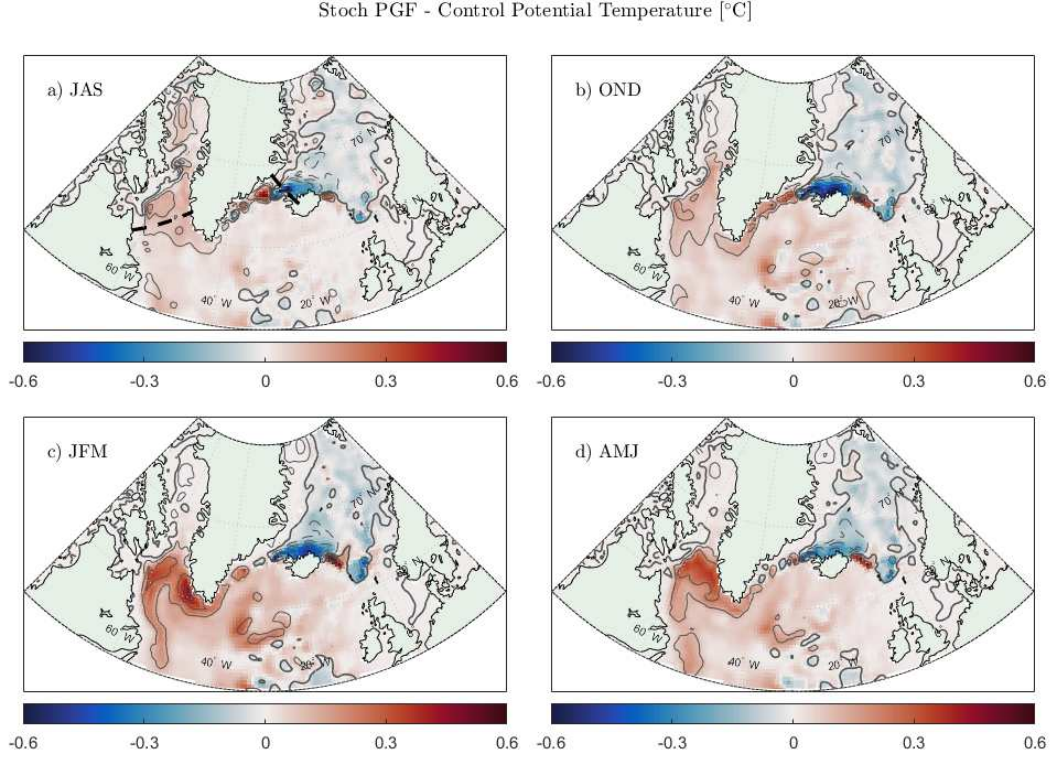 Stoch PGF - Control Potential Temperature [°C]
a) JAS
70° N
60° W
40° W
20° W
-0.6 -0.3 0 0.3 0.6
b) OND
70° N
60° W
40° W
20° W
-0.6 -0.3 0 0.3 0.6
c) JFM
70° N
60° W
40° W
20° W
-0.6 -0.3 0 0.3 0.6
d) AMJ
70° N
60° W
40° W
20° W
-0.6 -0.3 0 0.3 0.6